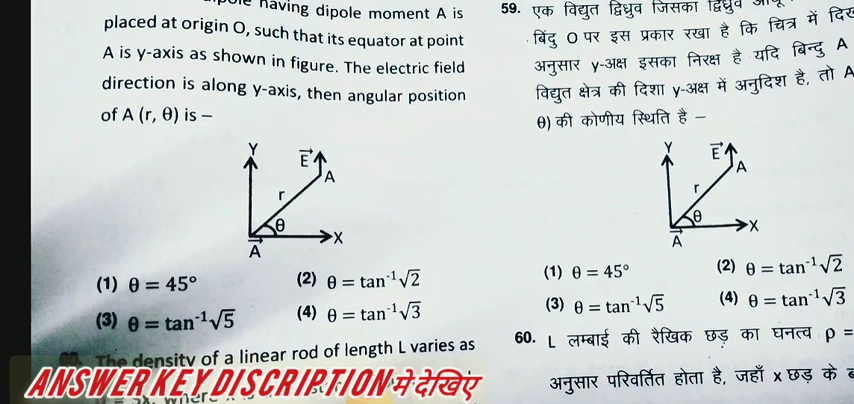 having dipole moment A is
placed at origin O, such that its equator at point
A is y-axis as shown in figure. The electric field
direction is along y-axis, then angular position
of A (r, θ) is –
Y
E⃗
A
r
θ
X
A⃗
(1) θ = 45°
(2) θ = tan⁻¹√2
(3) θ = tan⁻¹√5
(4) θ = tan⁻¹√3
The density of a linear rod of length L varies as
where
59. एक विद्युत द्विध्रुव जिसका द्विध्रुव
बिंदु O पर इस प्रकार रखा है कि चित्र में
अनुसार y-अक्ष इसका निरक्ष है यदि बिन्दु A
विद्युत क्षेत्र की दिशा y-अक्ष में अनुदिश है, तो A
θ) की कोणीय स्थिति है –
Y
E⃗
A
r
θ
X
A⃗
(1) θ = 45°
(2) θ = tan⁻¹√2
(3) θ = tan⁻¹√5
(4) θ = tan⁻¹√3
60. L लम्बाई की रैखिक छड़ का घनत्व ρ =
अनुसार परिवर्तित होता है, जहाँ x छड़ के
ANSWER KEY DISCRIPTION मे देखिए